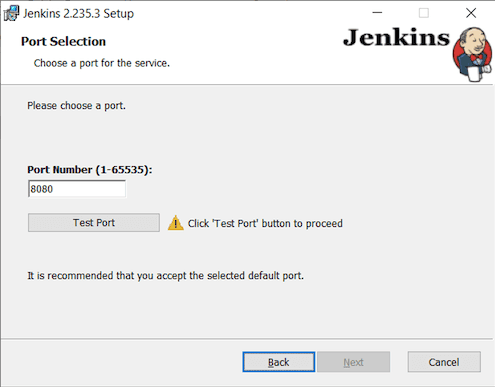 Jenkins 2.235.3 Setup
Port Selection
Choose a port for the service.
Jenkins
Please choose a port.
Port Number (1-65535):
8080
Test Port
Click 'Test Port' button to proceed
It is recommended that you accept the selected default port.
Back
Next
Cancel